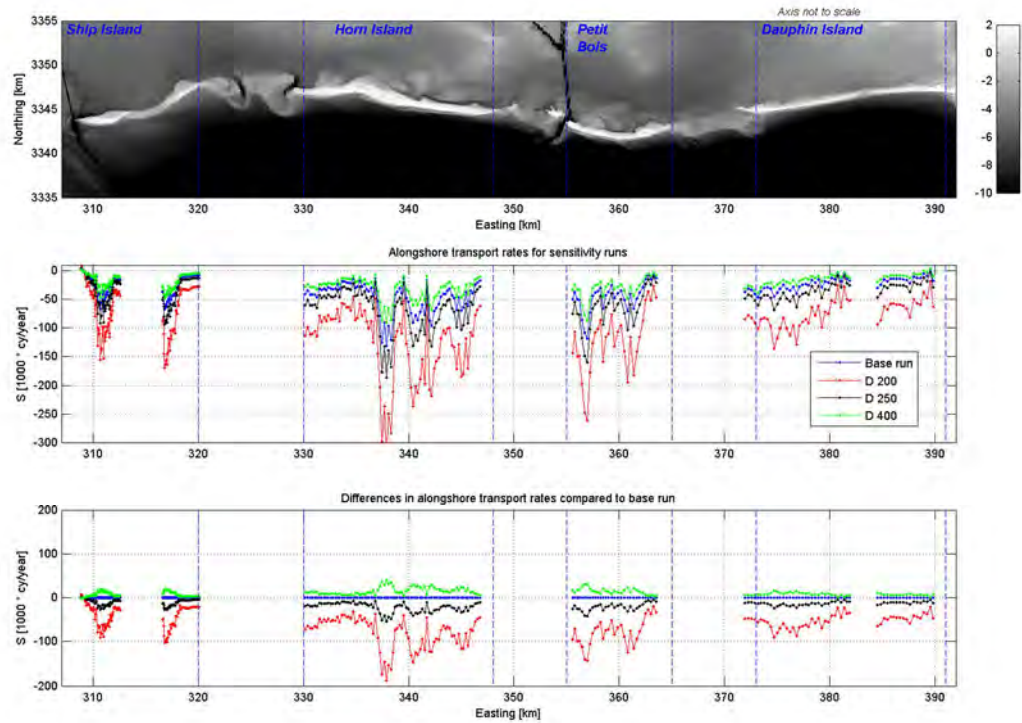 Axis not to scale
Ship Island
Horn Island
Petit
Bois
Dauphin Island
3355
3350
3345
3340
3335
Northing [km]
310 320 330 340 350 360 370 380 390
Easting [km]
2
0
-2
-4
-6
-8
-10
Alongshore transport rates for sensitivity runs
0
-50
-100
-150
-200
-250
-300
S [1000 * cy/year]
Base run
D 200
D 250
D 400
310 320 330 340 350 360 370 380 390
Differences in alongshore transport rates compared to base run
200
100
0
-100
-200
S [1000 * cy/year]
310 320 330 340 350 360 370 380 390
Easting [km]